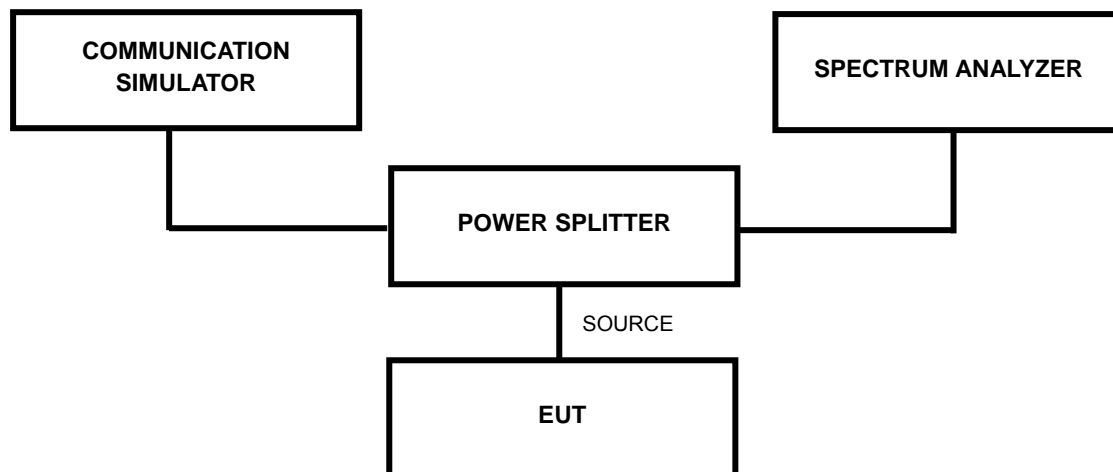 COMMUNICATION
SIMULATOR
SPECTRUM ANALYZER
POWER SPLITTER
SOURCE
EUT